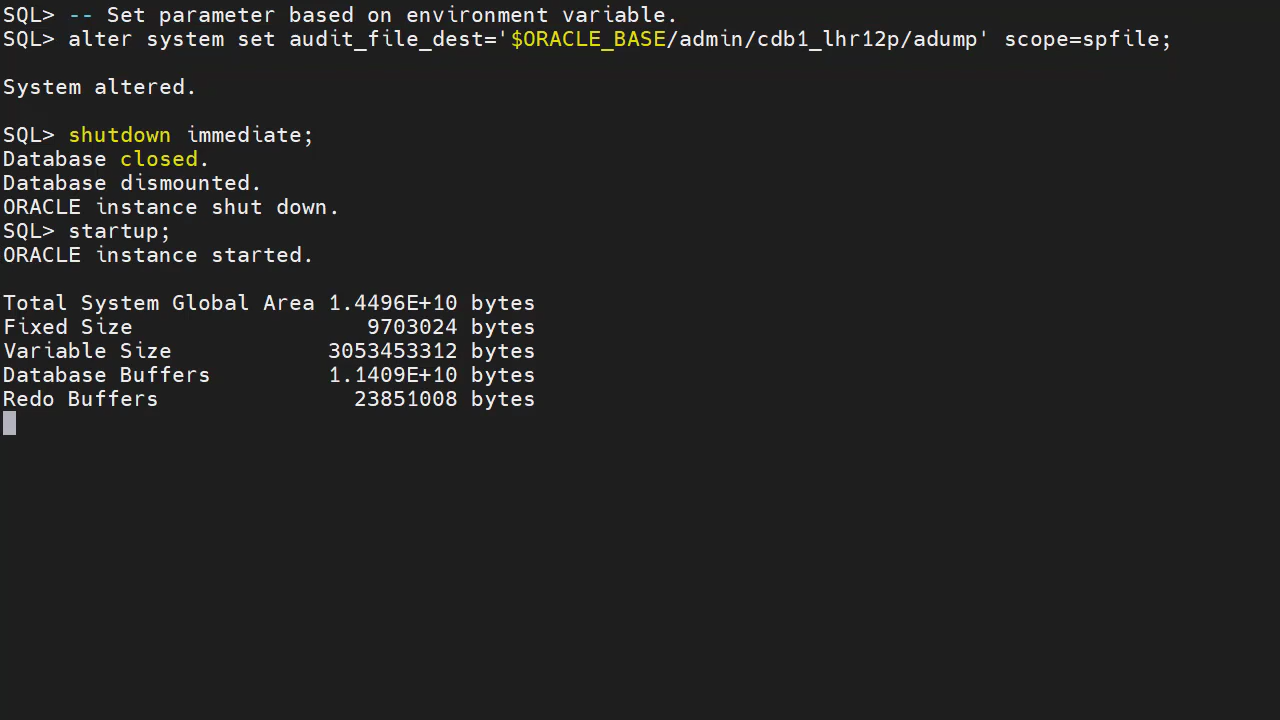 SQL> -- Set parameter based on environment variable.
SQL> alter system set audit_file_dest='$ORACLE_BASE/admin/cdb1_lhr12p/adump' scope=spfile;
System altered.
SQL> shutdown immediate;
Database closed.
Database dismounted.
ORACLE instance shut down.
SQL> startup;
ORACLE instance started.
Total System Global Area 1.4496E+10 bytes
Fixed Size                  9703024 bytes
Variable Size            3053453312 bytes
Database Buffers         1.1409E+10 bytes
Redo Buffers               23851008 bytes